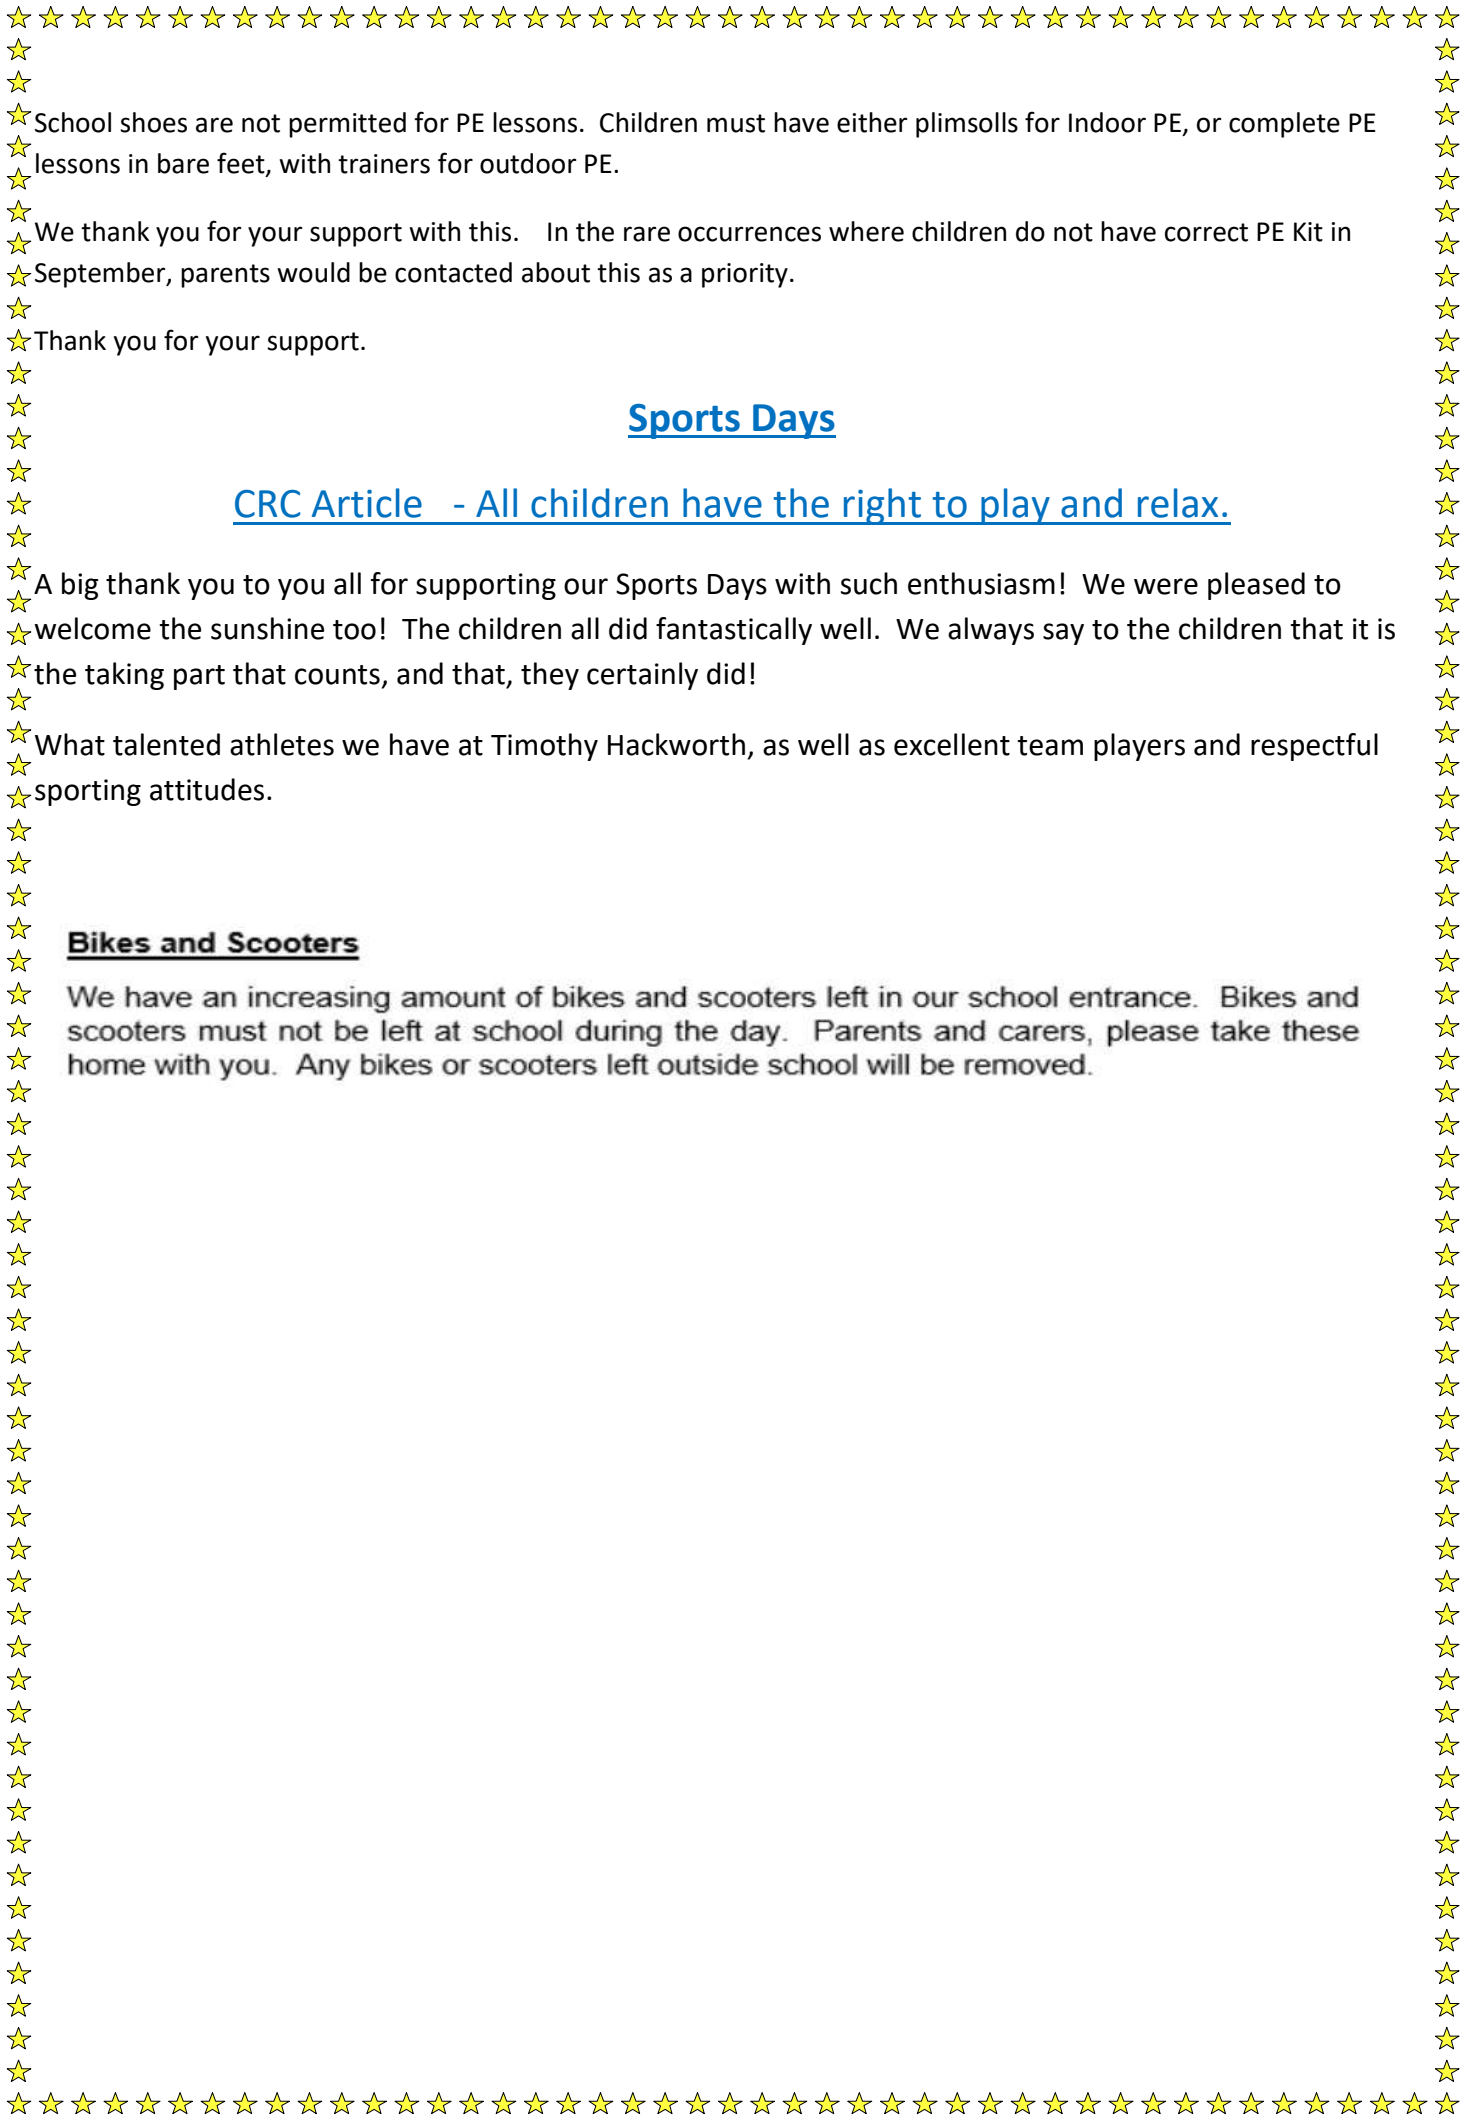 School shoes are not permitted for PE lessons.  Children must have either plimsolls for Indoor PE, or complete PE
lessons in bare feet, with trainers for outdoor PE.
We thank you for your support with this.    In the rare occurrences where children do not have correct PE Kit in
September, parents would be contacted about this as a priority.
Thank you for your support.
Sports Days
CRC Article   - All children have the right to play and relax.
A big thank you to you all for supporting our Sports Days with such enthusiasm!  We were pleased to
welcome the sunshine too!  The children all did fantastically well.  We always say to the children that it is
the taking part that counts, and that, they certainly did!
What talented athletes we have at Timothy Hackworth, as well as excellent team players and respectful
sporting attitudes.
Bikes and Scooters
We have an increasing amount of bikes and scooters left in our school entrance.  Bikes and
scooters must not be left at school during the day.  Parents and carers, please take these
home with you.  Any bikes or scooters left outside school will be removed.